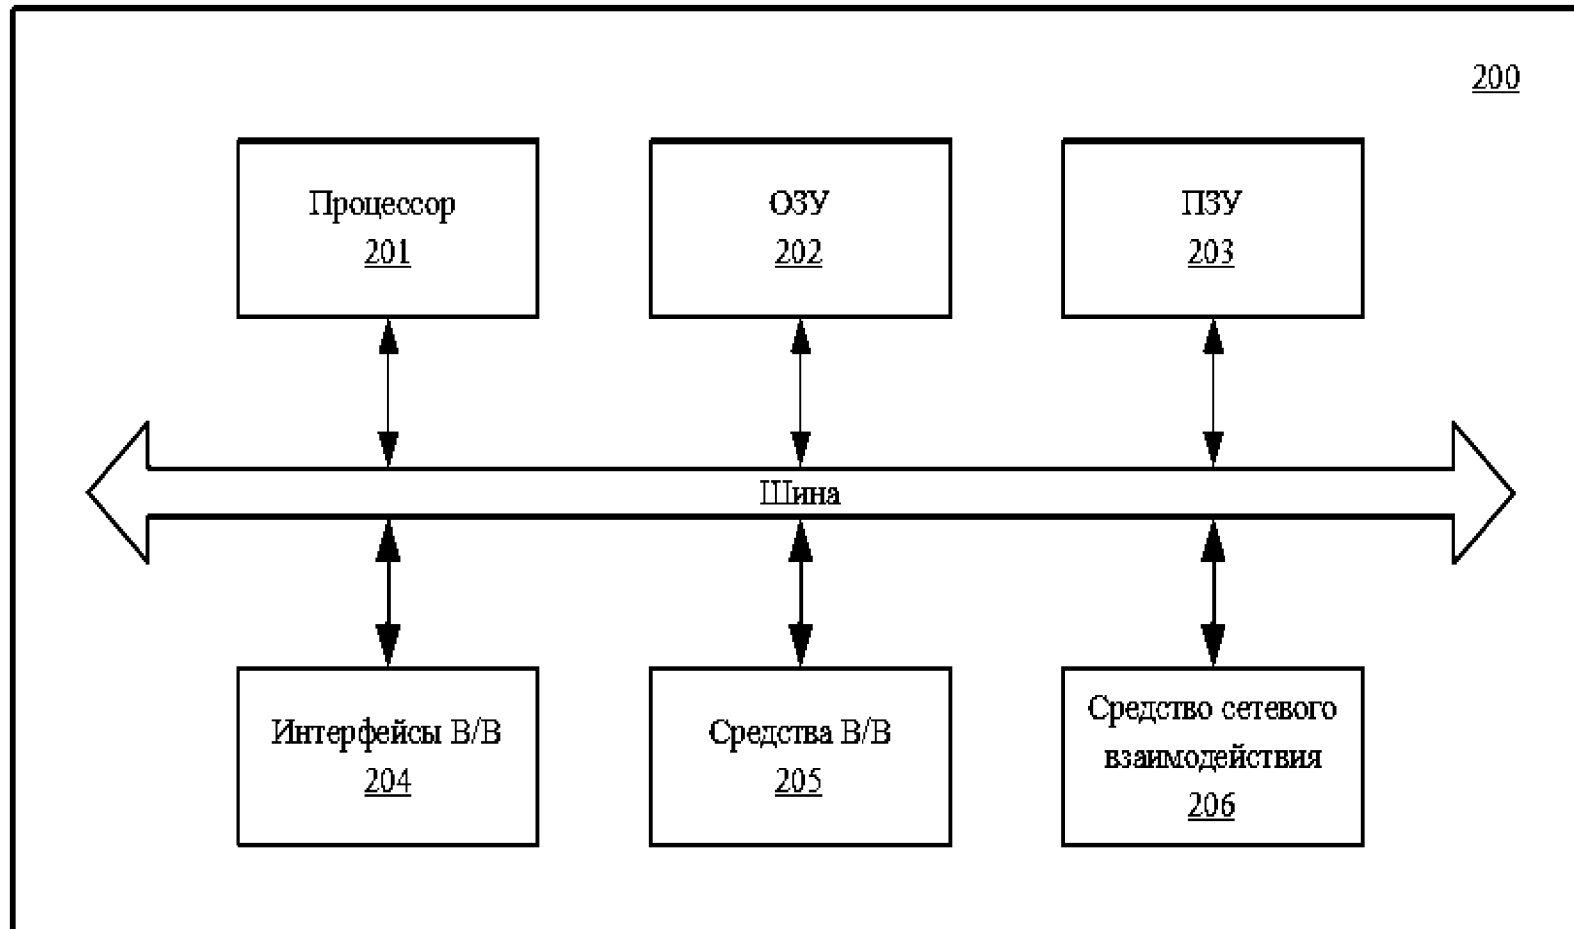 200
Процессор
201
ОЗУ
202
ПЗУ
203
Шина
Интерфейсы В/В
204
Средства В/В
205
Средство сетевого
взаимодействия
206